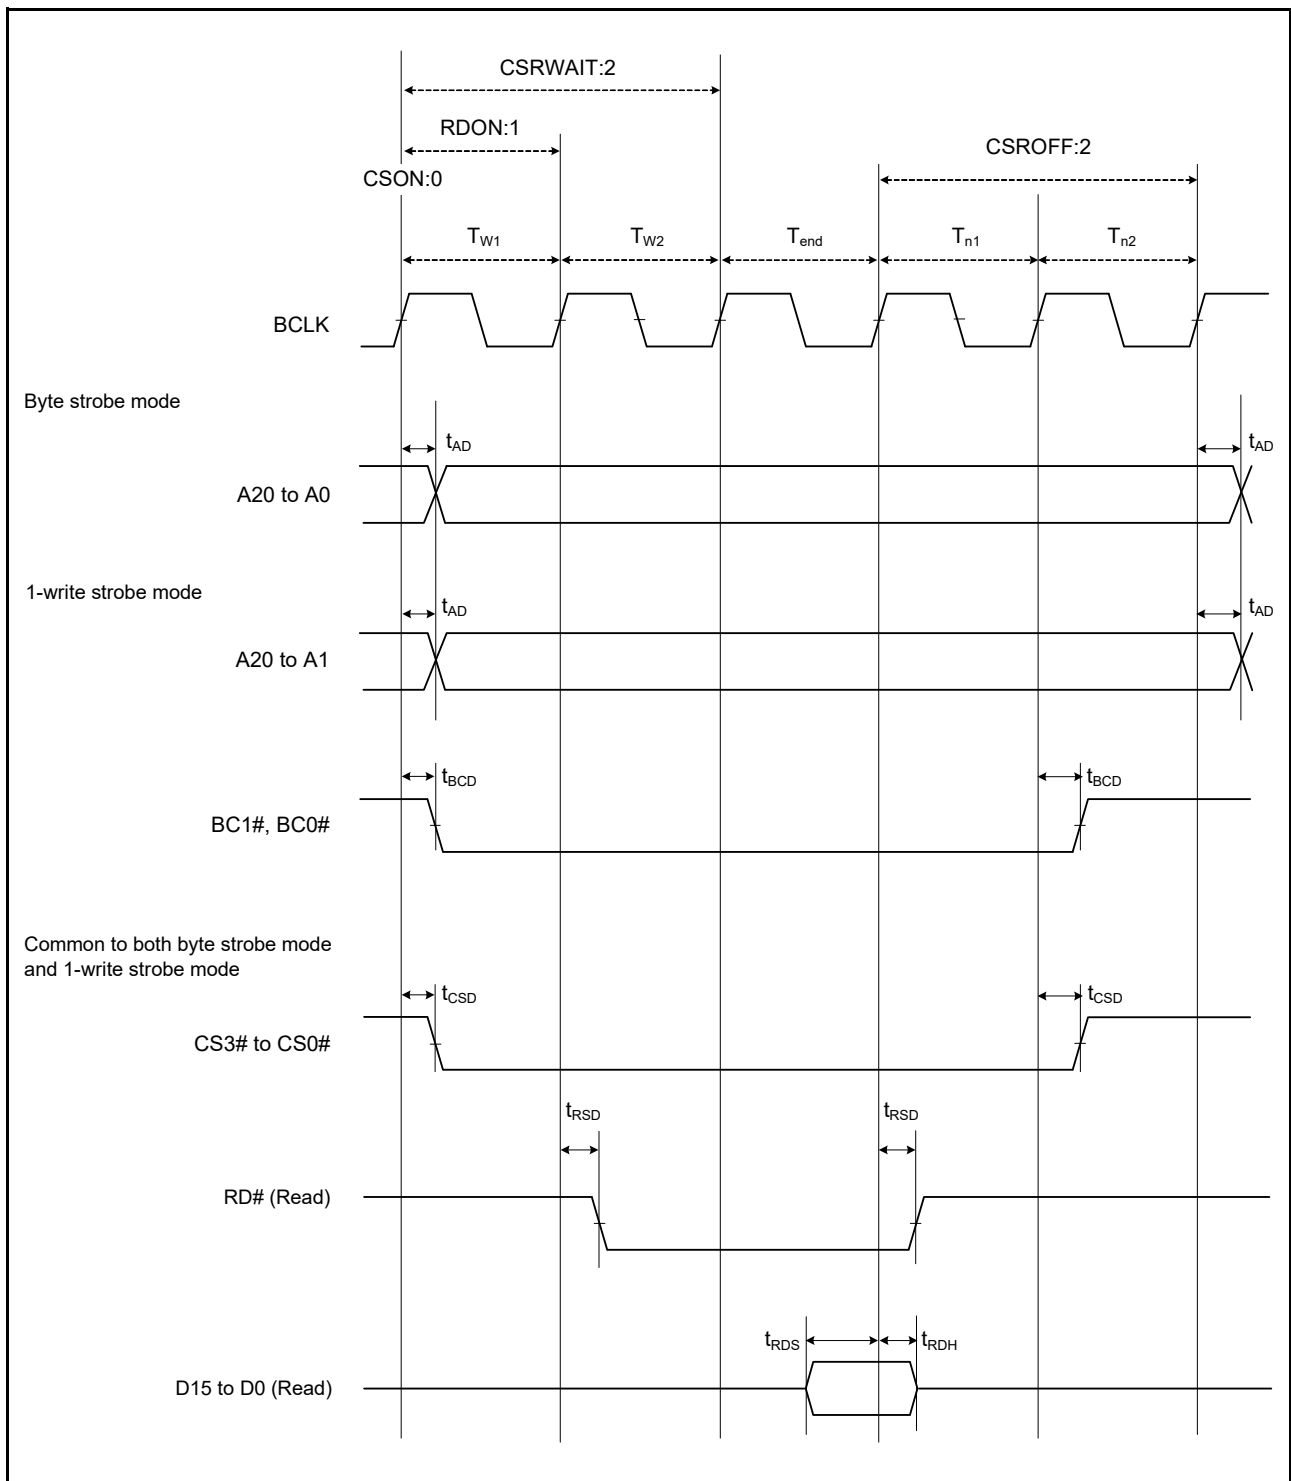 CSRWAIT:2
RDON:1
CSROFF:2
CSON:0
TW1 TW2 Tend Tn1 Tn2
BCLK
Byte strobe mode
tAD tAD
A20 to A0
1-write strobe mode
tAD tAD
A20 to A1
tBCD tBCD
BC1#, BC0#
Common to both byte strobe mode
and 1-write strobe mode
tCSD tCSD
CS3# to CS0#
tRSD tRSD
RD# (Read)
tRDS tRDH
D15 to D0 (Read)